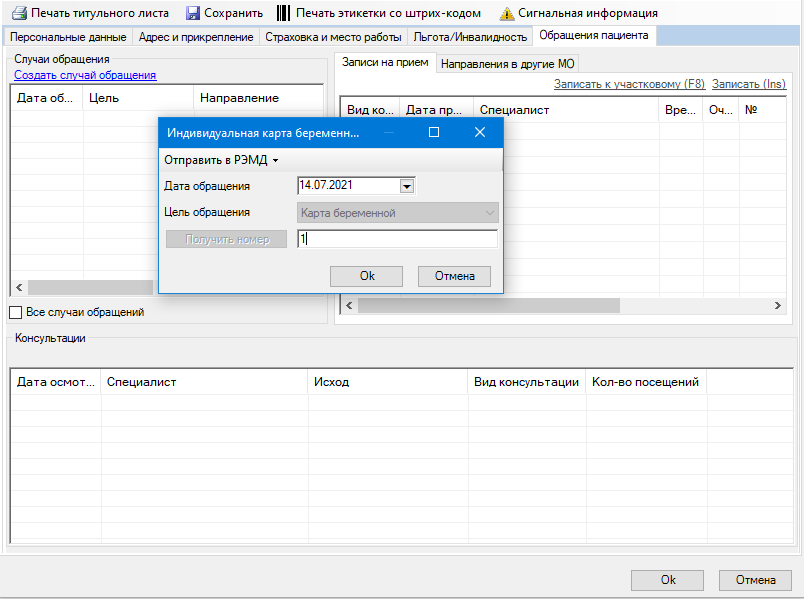 Печать титульного листа Сохранить Печать этикетки со штрих-кодом Сигнальная информация
Персональные данные Адрес и прикрепление Страховка и место работы Льгота/Инвалидность Обращения пациента
Случаи обращения
Создать случай обращения
Дата об... Цель Направление
Записи на прием Направления в другие МО
Записать к участковому (F8) Записать (Ins)
Вид ко... Дата пр... Специалист Вре... Оч... №
Индивидуальная карта беременн...
Отправить в РЭМД
Дата обращения 14.07.2021
Цель обращения Карта беременной
Получить номер 1
Ok Отмена
Все случаи обращений
Консультации
Дата осмот... Специалист Исход Вид консультации Кол-во посещений
Ok Отмена